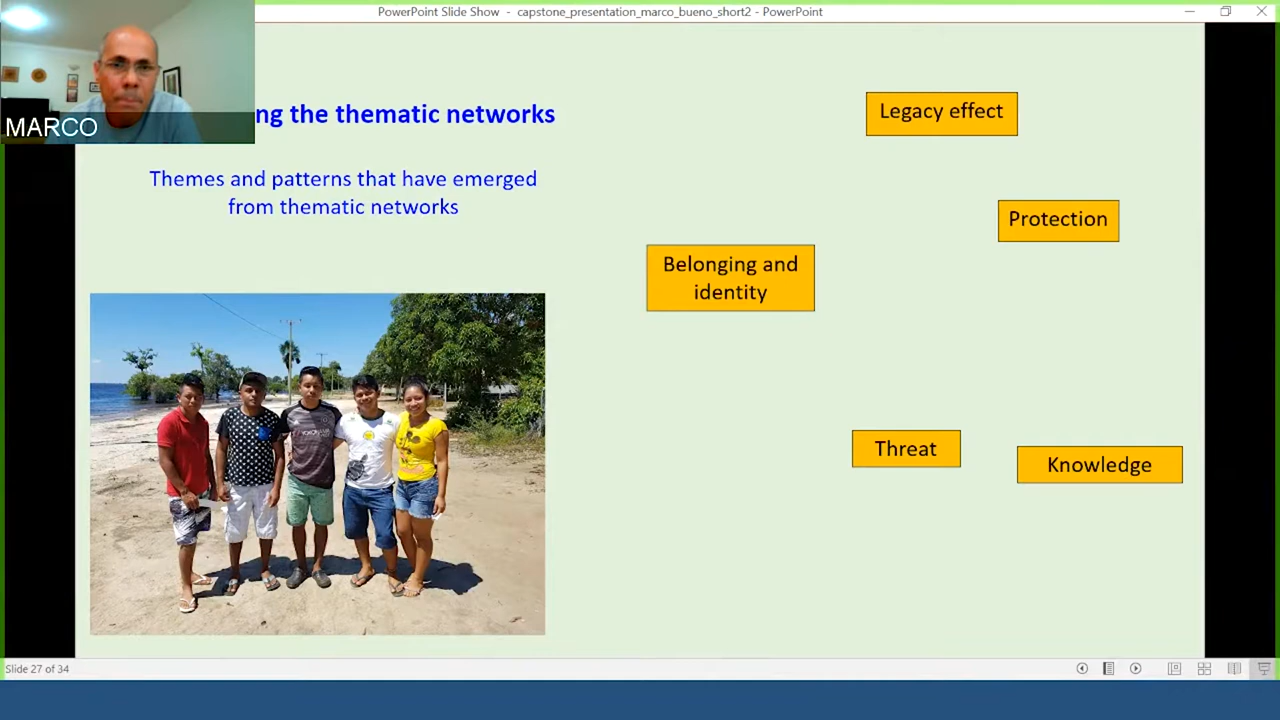 PowerPoint Slide Show - capstone_presentation_marco_bueno_short2 - PowerPoint
MARCO
ng the thematic networks
Themes and patterns that have emerged
from thematic networks
Legacy effect
Protection
Belonging and
identity
Threat
Knowledge
Slide 27 of 34